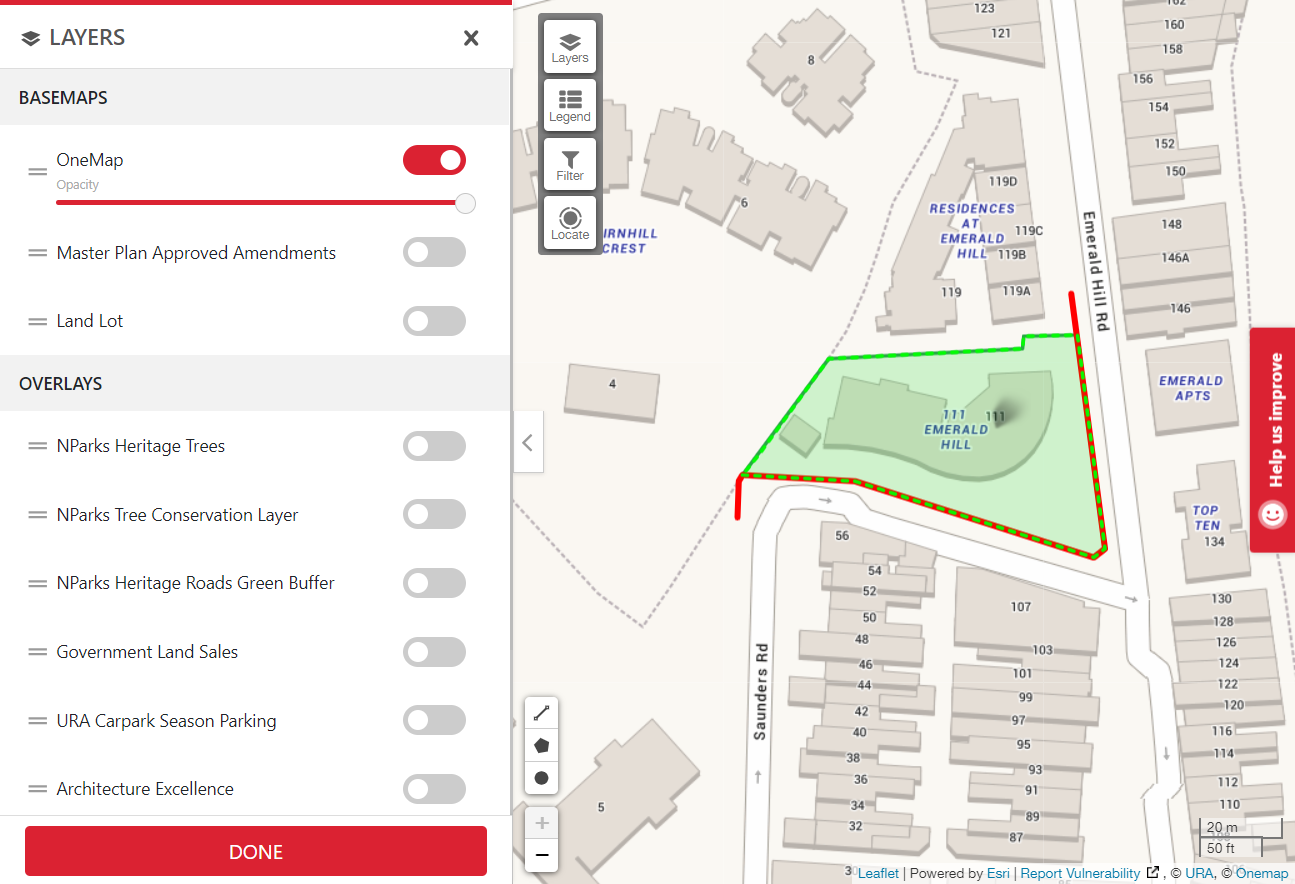 LAYERS
BASEMAPS
OneMap
Opacity
Master Plan Approved Amendments
Land Lot
OVERLAYS
NParks Heritage Trees
NParks Tree Conservation Layer
NParks Heritage Roads Green Buffer
Government Land Sales
URA Carpark Season Parking
Architecture Excellence
DONE
Layers
Legend
Filter
Locate
IRNHILL
CREST
8
6
4
5
123
121
162
160
158
156
154
152
150
148
146A
146
119D
119C
119B
119A
119
RESIDENCES
AT
EMERALD
HILL
Emerald Hill Rd
111
EMERALD
HILL
111
EMERALD
APTS
TOP
TEN
134
Help us improve
56
54
52
50
48
46
44
42
40
38
36
34
32
107
103
101
99
97
95
93
91
89
87
130
128
126
124
122
120
116
114
112
110
Saunders Rd
20 m
50 ft
Leaflet | Powered by Esri | Report Vulnerability , © URA, © Onemap